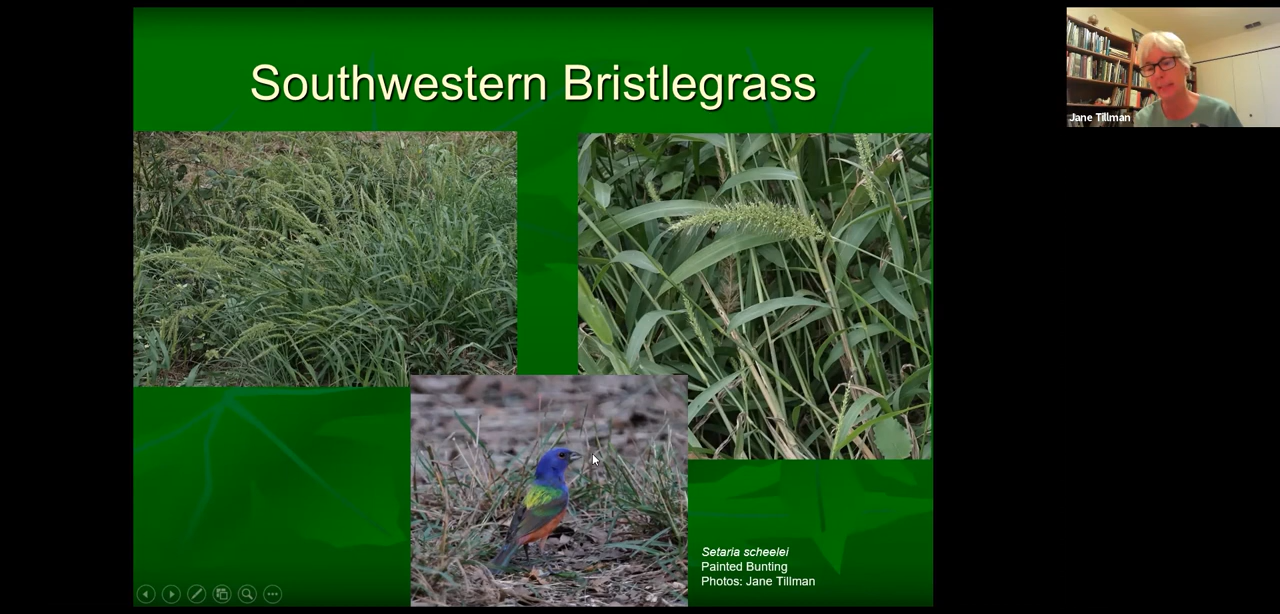 Southwestern Bristlegrass
Jane Tillman
Setaria scheelei
Painted Bunting
Photos: Jane Tillman